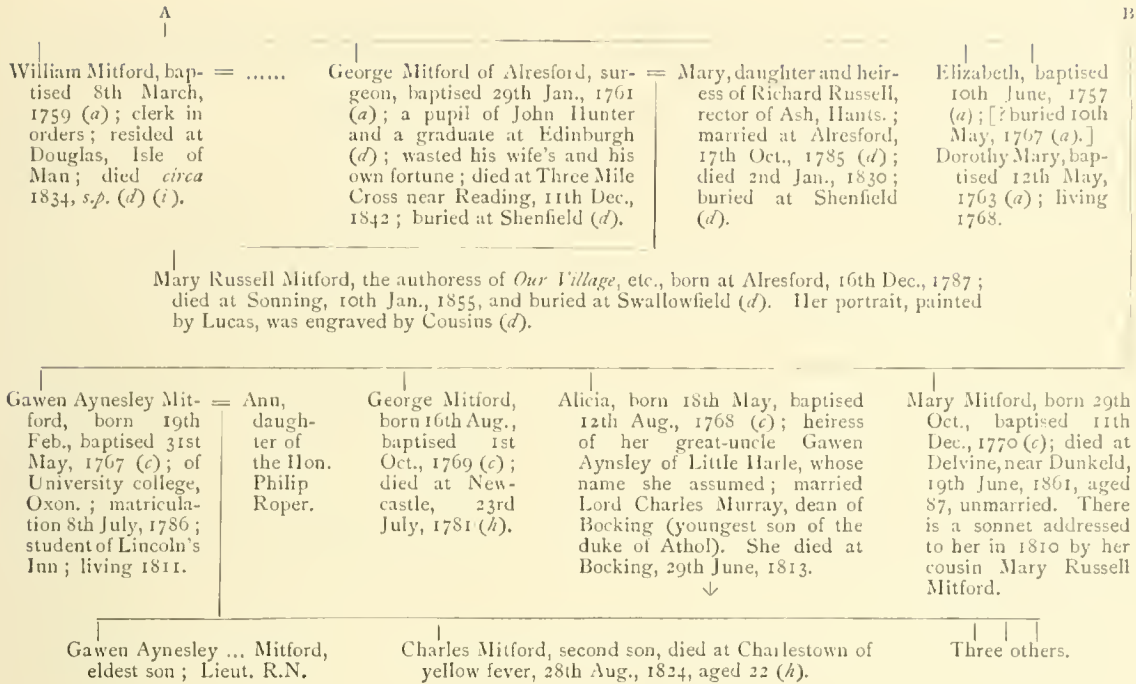 A
B
William Mitford, bap-
tised 8th March,
1759 (a); clerk in
orders; resided at
Douglas, Isle of
Man; died circa
1834, s.p. (d) (i).
= ......
George Mitford of Alresford, sur-
geon, baptised 29th Jan., 1761
(a); a pupil of John Hunter
and a graduate at Edinburgh
(d); wasted his wife's and his
own fortune; died at Three Mile
Cross near Reading, 11th Dec.,
1842; buried at Shenfield (d).
=
Mary, daughter and heir-
ess of Richard Russell,
rector of Ash, Hants.;
married at Alresford,
17th Oct., 1785 (d);
died 2nd Jan., 1830;
buried at Shenfield
(d).
Elizabeth, baptised
10th June, 1757
(a); [? buried 10th
May, 1767 (a).]
Dorothy Mary, bap-
tised 12th May,
1763 (a); living
1768.
Mary Russell Mitford, the authoress of Our Village, etc., born at Alresford, 16th Dec., 1787;
died at Sonning, 10th Jan., 1855, and buried at Swallowfield (d). Her portrait, painted
by Lucas, was engraved by Cousins (d).
Gawen Aynesley Mit-
ford, born 19th
Feb., baptised 31st
May, 1767 (c); of
University college,
Oxon.; matricula-
tion 8th July, 1786;
student of Lincoln's
Inn; living 1811.
=
Ann,
daugh-
ter of
the Hon.
Philip
Roper.
George Mitford,
born 16th Aug.,
baptised 1st
Oct., 1769 (c);
died at New-
castle, 23rd
July, 1781 (h).
Alicia, born 18th May, baptised
12th Aug., 1768 (c); heiress
of her great-uncle Gawen
Aynsley of Little Harle, whose
name she assumed; married
Lord Charles Murray, dean of
Bocking (youngest son of the
duke of Athol). She died at
Bocking, 29th June, 1813.
Mary Mitford, born 29th
Oct., baptised 11th
Dec., 1770 (c); died at
Delvine, near Dunkeld,
19th June, 1861, aged
87, unmarried. There
is a sonnet addressed
to her in 1810 by her
cousin Mary Russell
Mitford.
Gawen Aynesley ... Mitford,
eldest son; Lieut. R.N.
Charles Mitford, second son, died at Charlestown of
yellow fever, 28th Aug., 1824, aged 22 (h).
Three others.